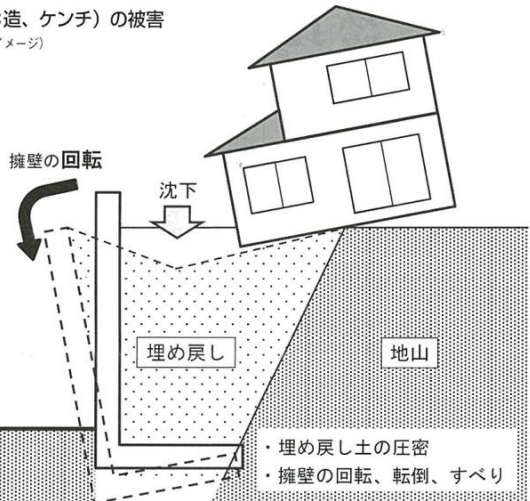 造、ケンチ）の被害
イメージ）
擁壁の回転
沈下
埋め戻し
地山
・埋め戻し土の圧密
・擁壁の回転、転倒、すべり